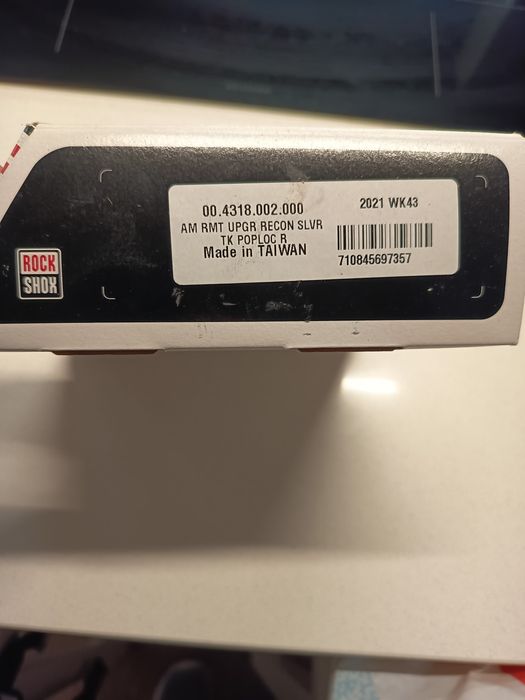 00.4318.002.000
2021 WK43
AM RMT UPGR RECON SLVR
TK POPLOC R
Made in TAIWAN
710845697357
ROCK
SHOX